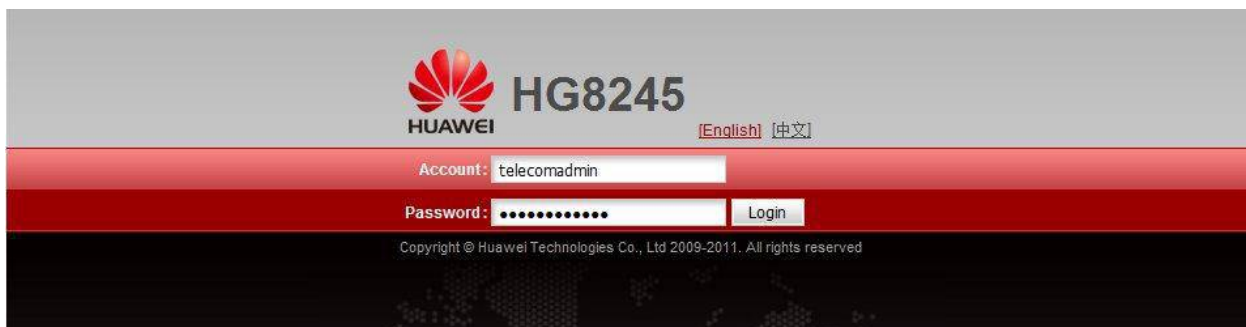 HG8245
HUAWEI
[English] [中文]
Account: telecomadmin
Password: ●●●●●●●●●●●● Login
Copyright © Huawei Technologies Co., Ltd 2009-2011. All rights reserved